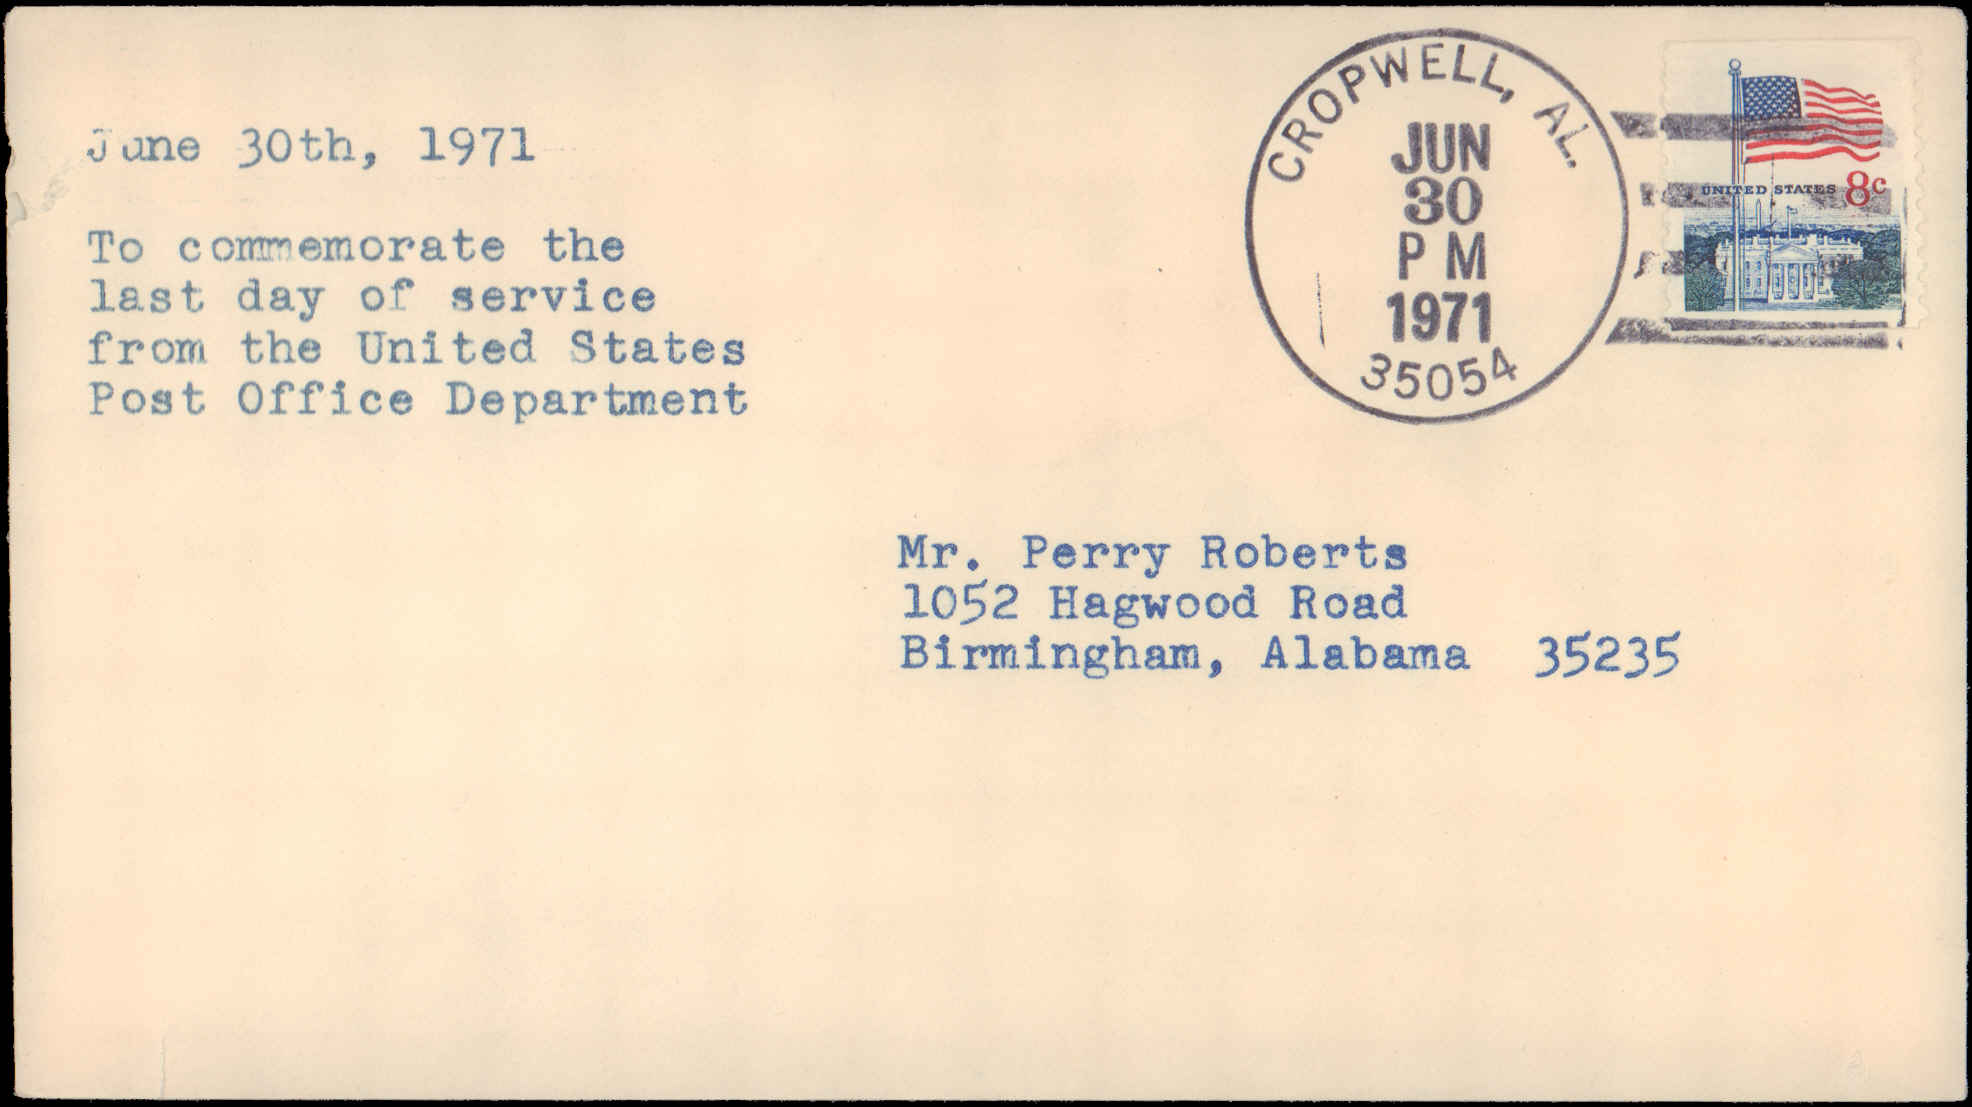 June 30th, 1971
To commemorate the
last day of service
from the United States
Post Office Department
CROPWELL, AL.
JUN
30
PM
1971
35054
UNITED STATES 8c
Mr. Perry Roberts
1052 Hagwood Road
Birmingham, Alabama 35235